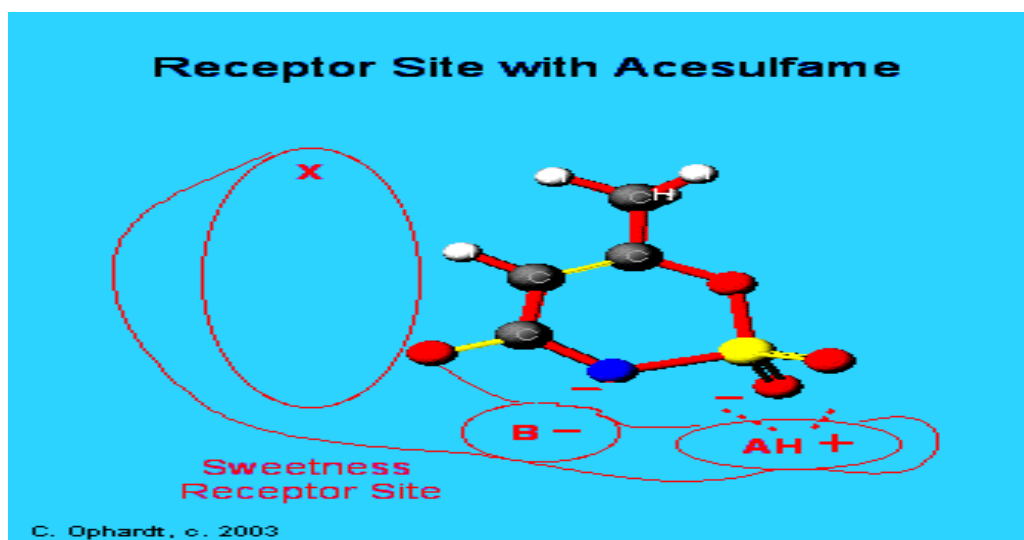 Receptor Site with Acesulfame
X
H
C
C
C
C
B −
− 
−
AH +
Sweetness
Receptor Site
C. Ophardt, c. 2003